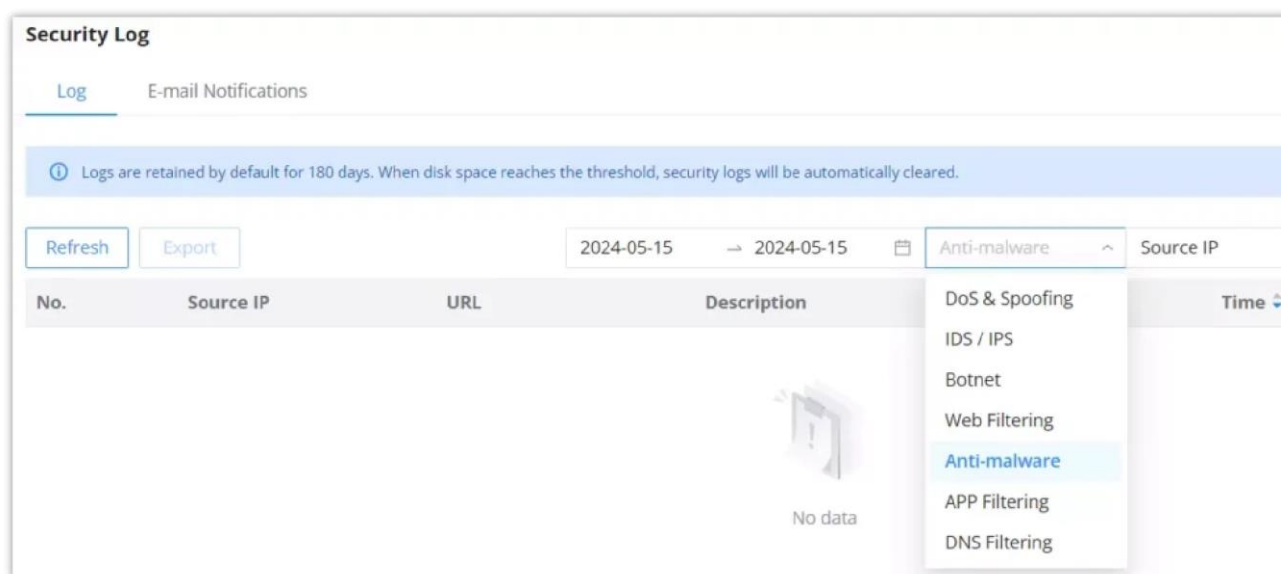 Security Log
Log E-mail Notifications
Logs are retained by default for 180 days. When disk space reaches the threshold, security logs will be automatically cleared.
Refresh Export 2024-05-15 → 2024-05-15 Anti-malware Source IP
No. Source IP URL Description Time
DoS & Spoofing
IDS / IPS
Botnet
Web Filtering
Anti-malware
APP Filtering
DNS Filtering
No data